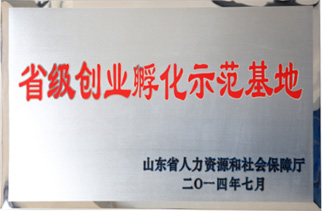 省级创业孵化示范基地
山东省人力资源和社会保障厅
二〇一四年七月